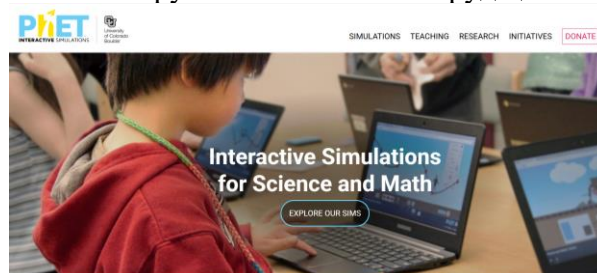 PhET
INTERACTIVE SIMULATIONS
University
of Colorado
Boulder
SIMULATIONS TEACHING RESEARCH INITIATIVES DONATE
Interactive Simulations
for Science and Math
EXPLORE OUR SIMS